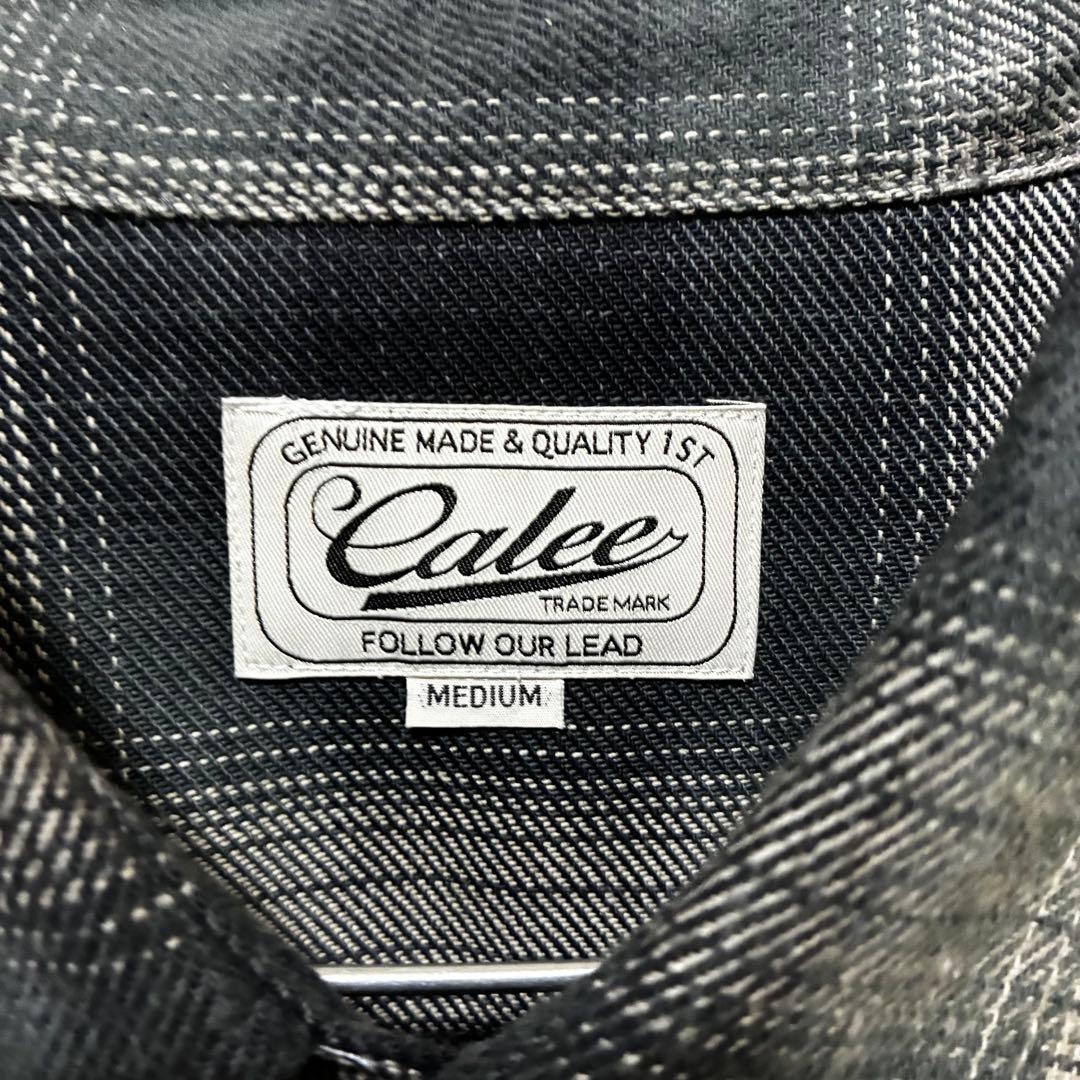 GENUINE MADE & QUALITY 1ST
Calee
TRADE MARK
FOLLOW OUR LEAD
MEDIUM